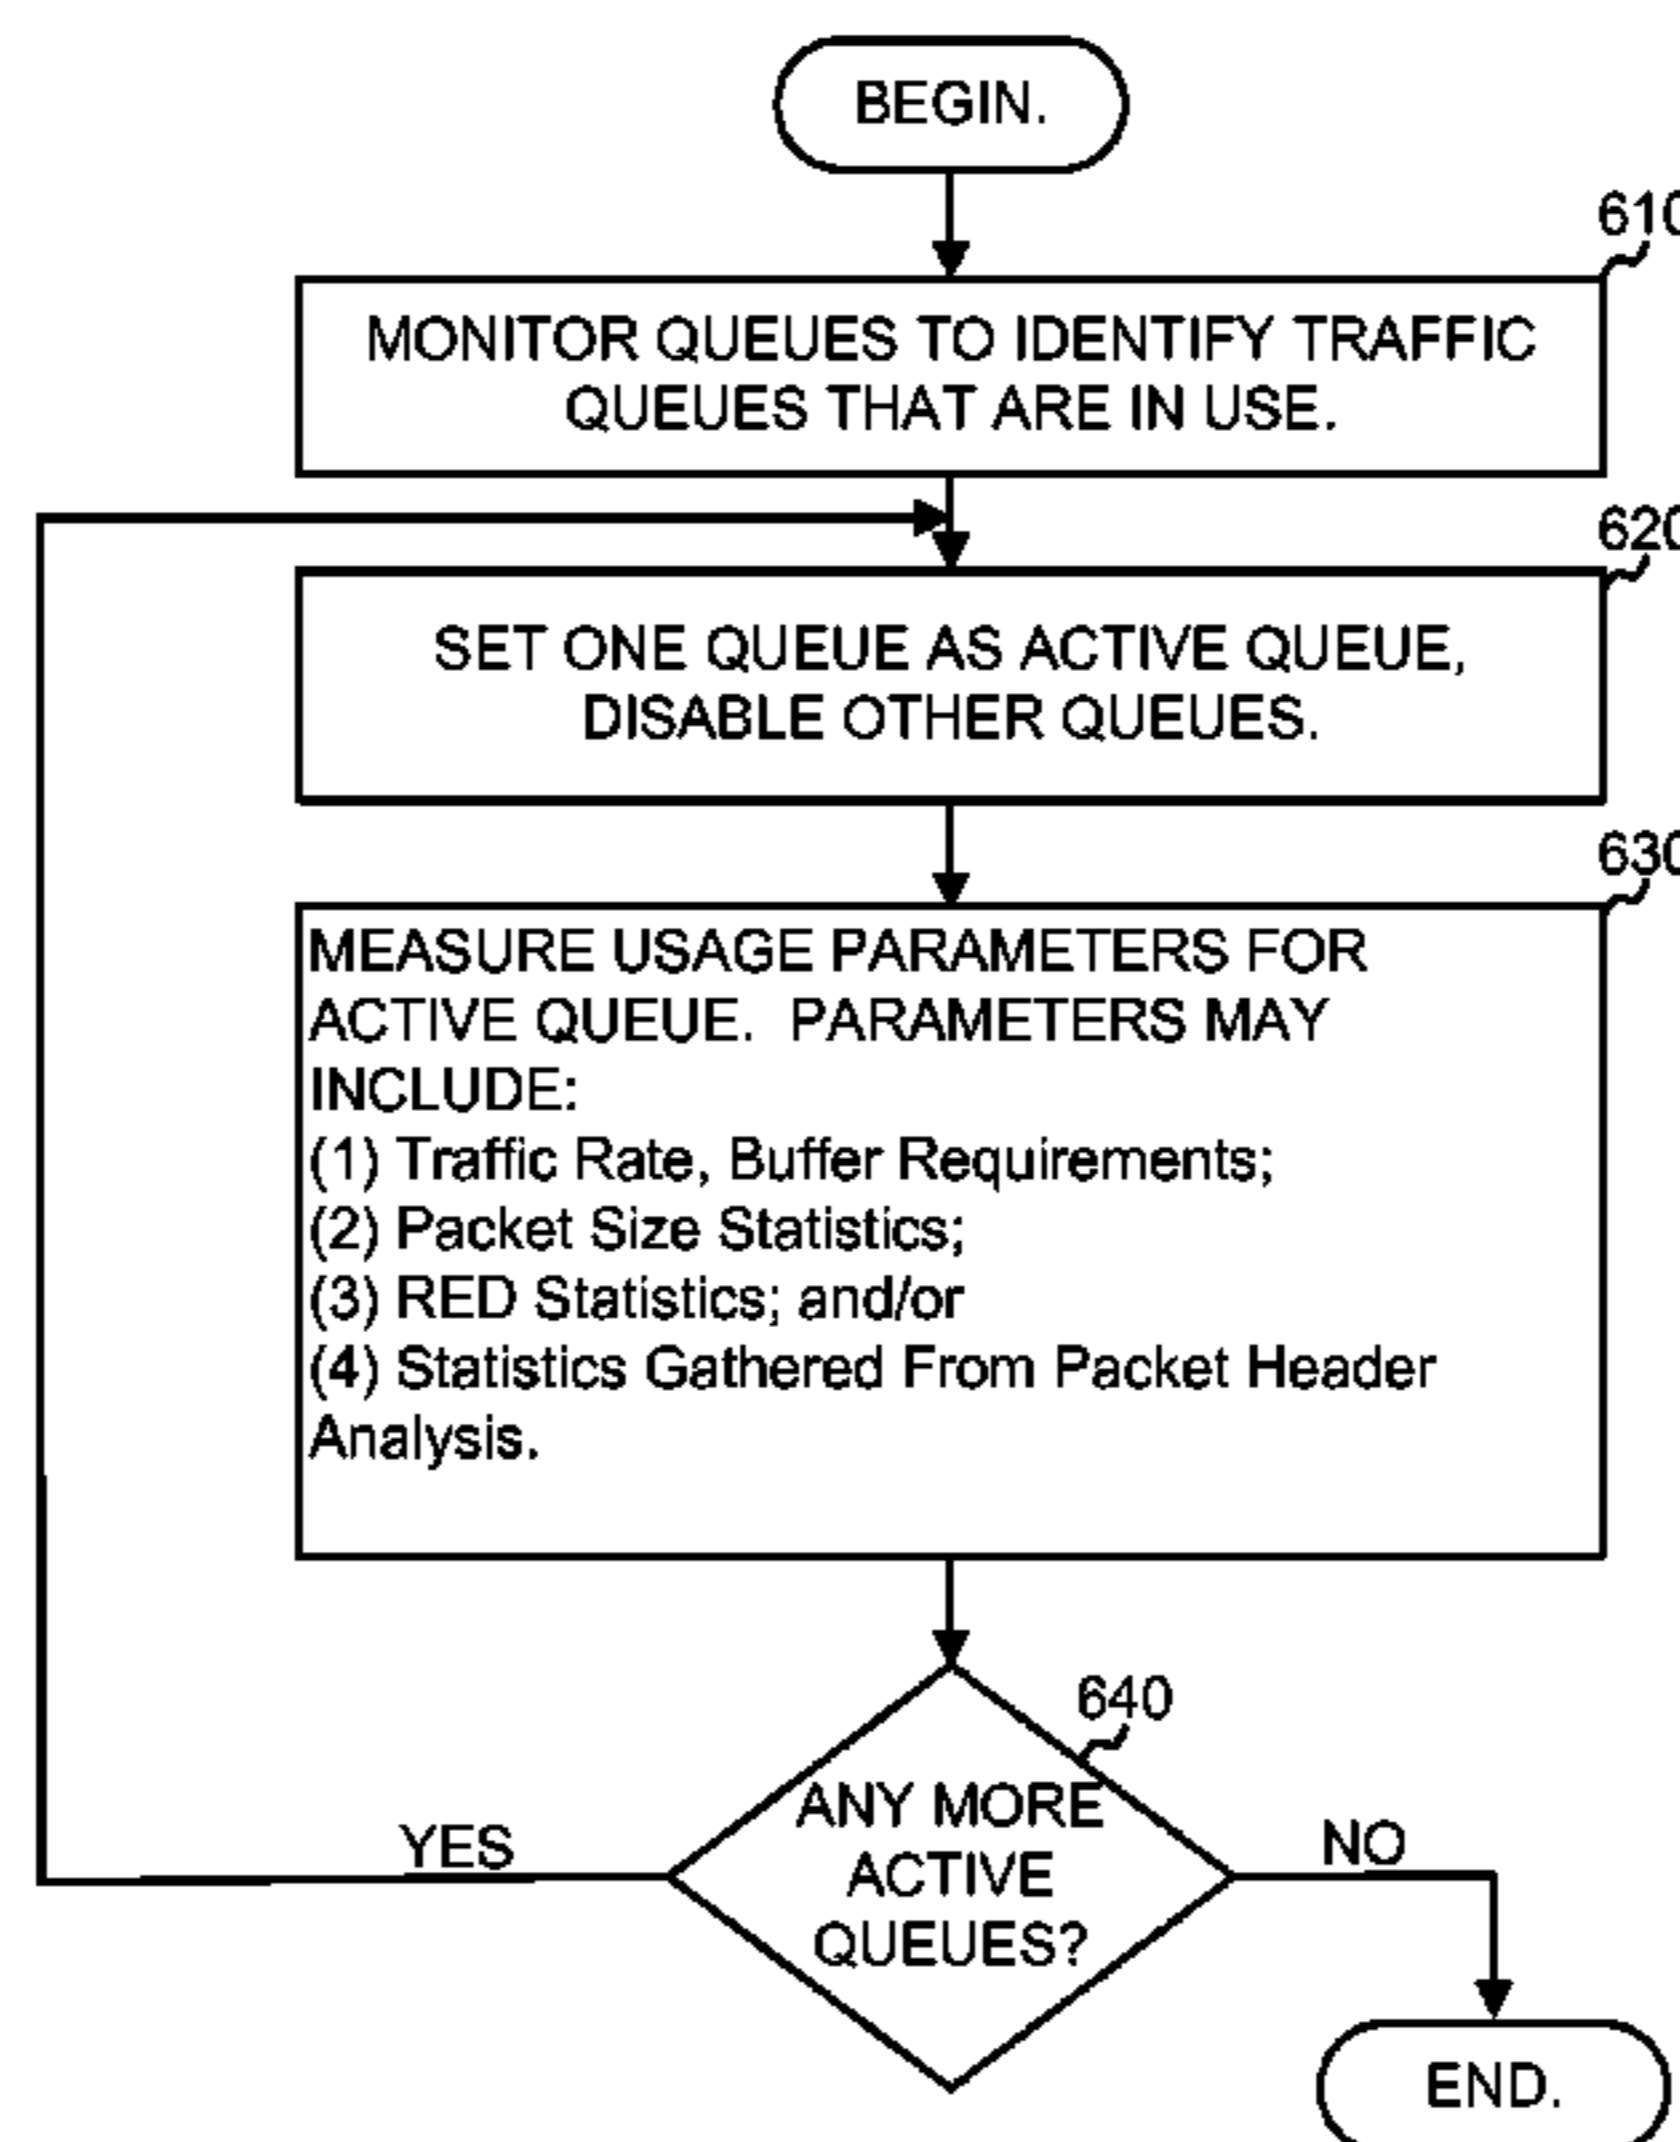 BEGIN.
610
MONITOR QUEUES TO IDENTIFY TRAFFIC
QUEUES THAT ARE IN USE.
620
SET ONE QUEUE AS ACTIVE QUEUE,
DISABLE OTHER QUEUES.
630
MEASURE USAGE PARAMETERS FOR
ACTIVE QUEUE. PARAMETERS MAY
INCLUDE:
(1) Traffic Rate, Buffer Requirements;
(2) Packet Size Statistics;
(3) RED Statistics; and/or
(4) Statistics Gathered From Packet Header
Analysis.
640
ANY MORE
ACTIVE
QUEUES?
YES
NO
END.